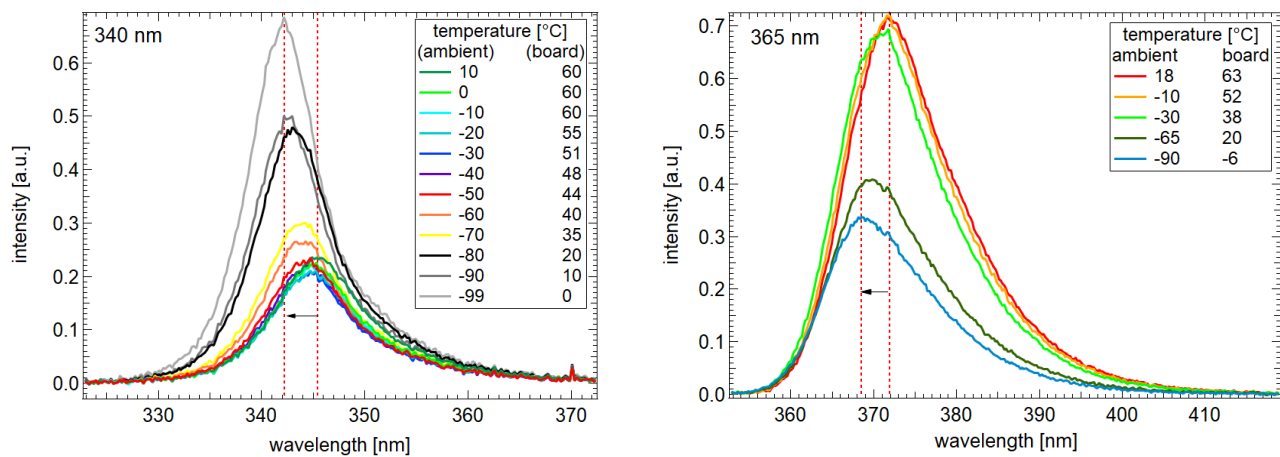 340 nm
temperature [°C]
(ambient) (board)
10 60
0 60
-10 60
-20 55
-30 51
-40 48
-50 44
-60 40
-70 35
-80 20
-90 10
-99 0
0.7
0.6
0.5
0.4
0.3
0.2
0.1
0.0
intensity [a.u.]
330 340 350 360 370
wavelength [nm]
365 nm
temperature [°C]
ambient board
18 63
-10 52
-30 38
-65 20
-90 -6
0.7
0.6
0.5
0.4
0.3
0.2
0.1
0.0
intensity [a.u.]
360 370 380 390 400 410
wavelength [nm]